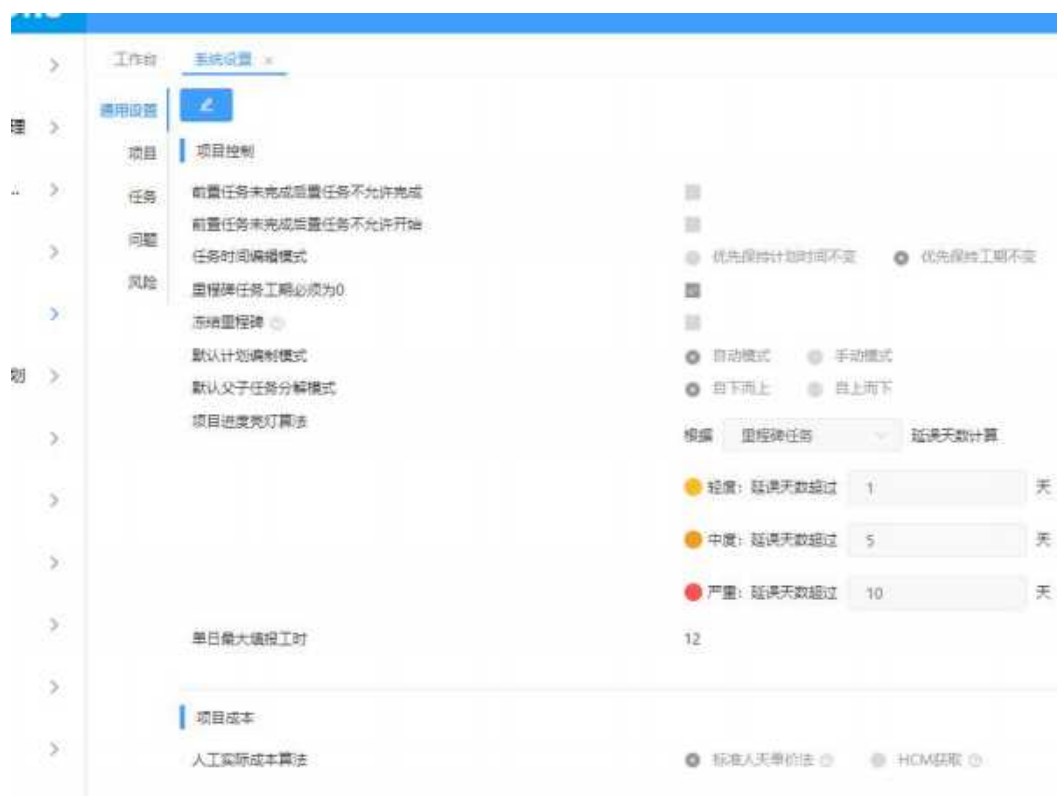 工作台 系统设置 ×
通用设置
理
项目 项目控制
..
任务 前置任务未完成后置任务不允许完成
问题 前置任务未完成后置任务不允许开始
任务时间编辑模式 优先保持计划时间不变 优先保持工期不变
风险 里程碑任务工期必须为0
冻结里程碑
默认计划编制模式 自动模式 手动模式
划
默认父子任务分解模式 自下而上 自上而下
项目进度亮灯算法 根据 里程碑任务 延误天数计算
轻度：延误天数超过 1 天
中度：延误天数超过 5 天
严重：延误天数超过 10 天
单日最大填报工时 12
项目成本
人工实际成本算法 标准人天单价法 HCM获取